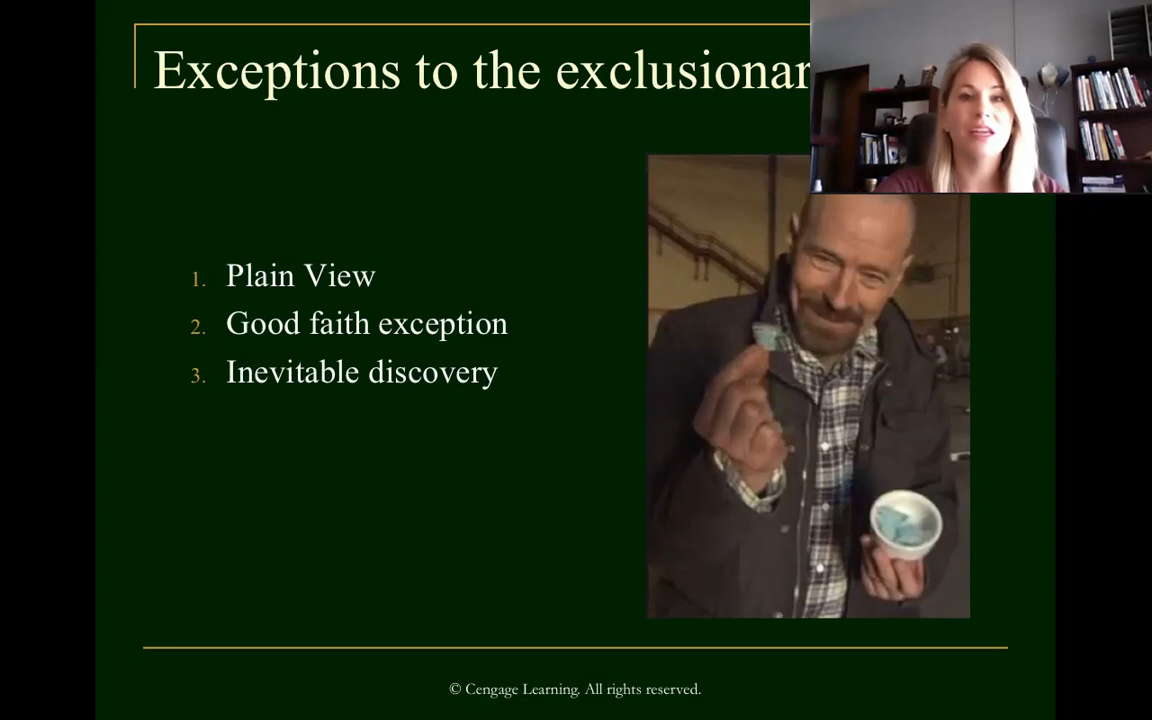 Exceptions to the exclusionar
1. Plain View
2. Good faith exception
3. Inevitable discovery
© Cengage Learning. All rights reserved.